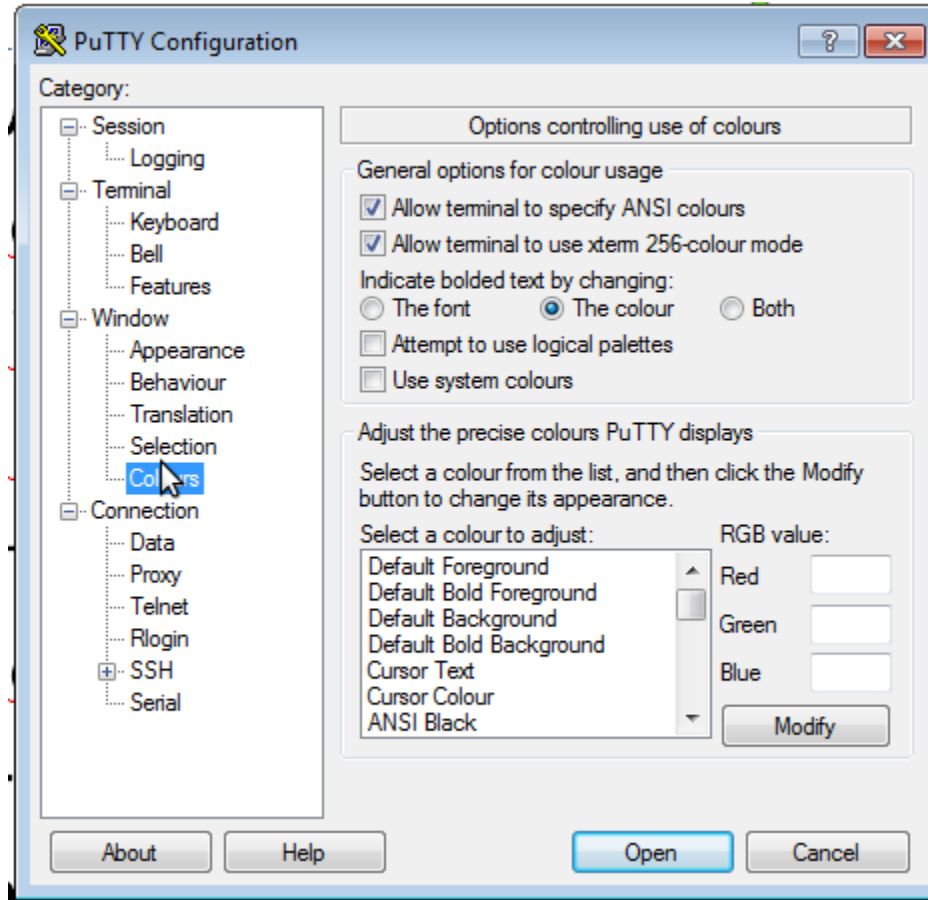 PuTTY Configuration
Category:
Session
Logging
Terminal
Keyboard
Bell
Features
Window
Appearance
Behaviour
Translation
Selection
Colours
Connection
Data
Proxy
Telnet
Rlogin
SSH
Serial
Options controlling use of colours
General options for colour usage
Allow terminal to specify ANSI colours
Allow terminal to use xterm 256-colour mode
Indicate bolded text by changing:
The font The colour Both
Attempt to use logical palettes
Use system colours
Adjust the precise colours PuTTY displays
Select a colour from the list, and then click the Modify
button to change its appearance.
Select a colour to adjust: RGB value:
Default Foreground
Default Bold Foreground
Default Background
Default Bold Background
Cursor Text
Cursor Colour
ANSI Black
Red
Green
Blue
Modify
About Help Open Cancel